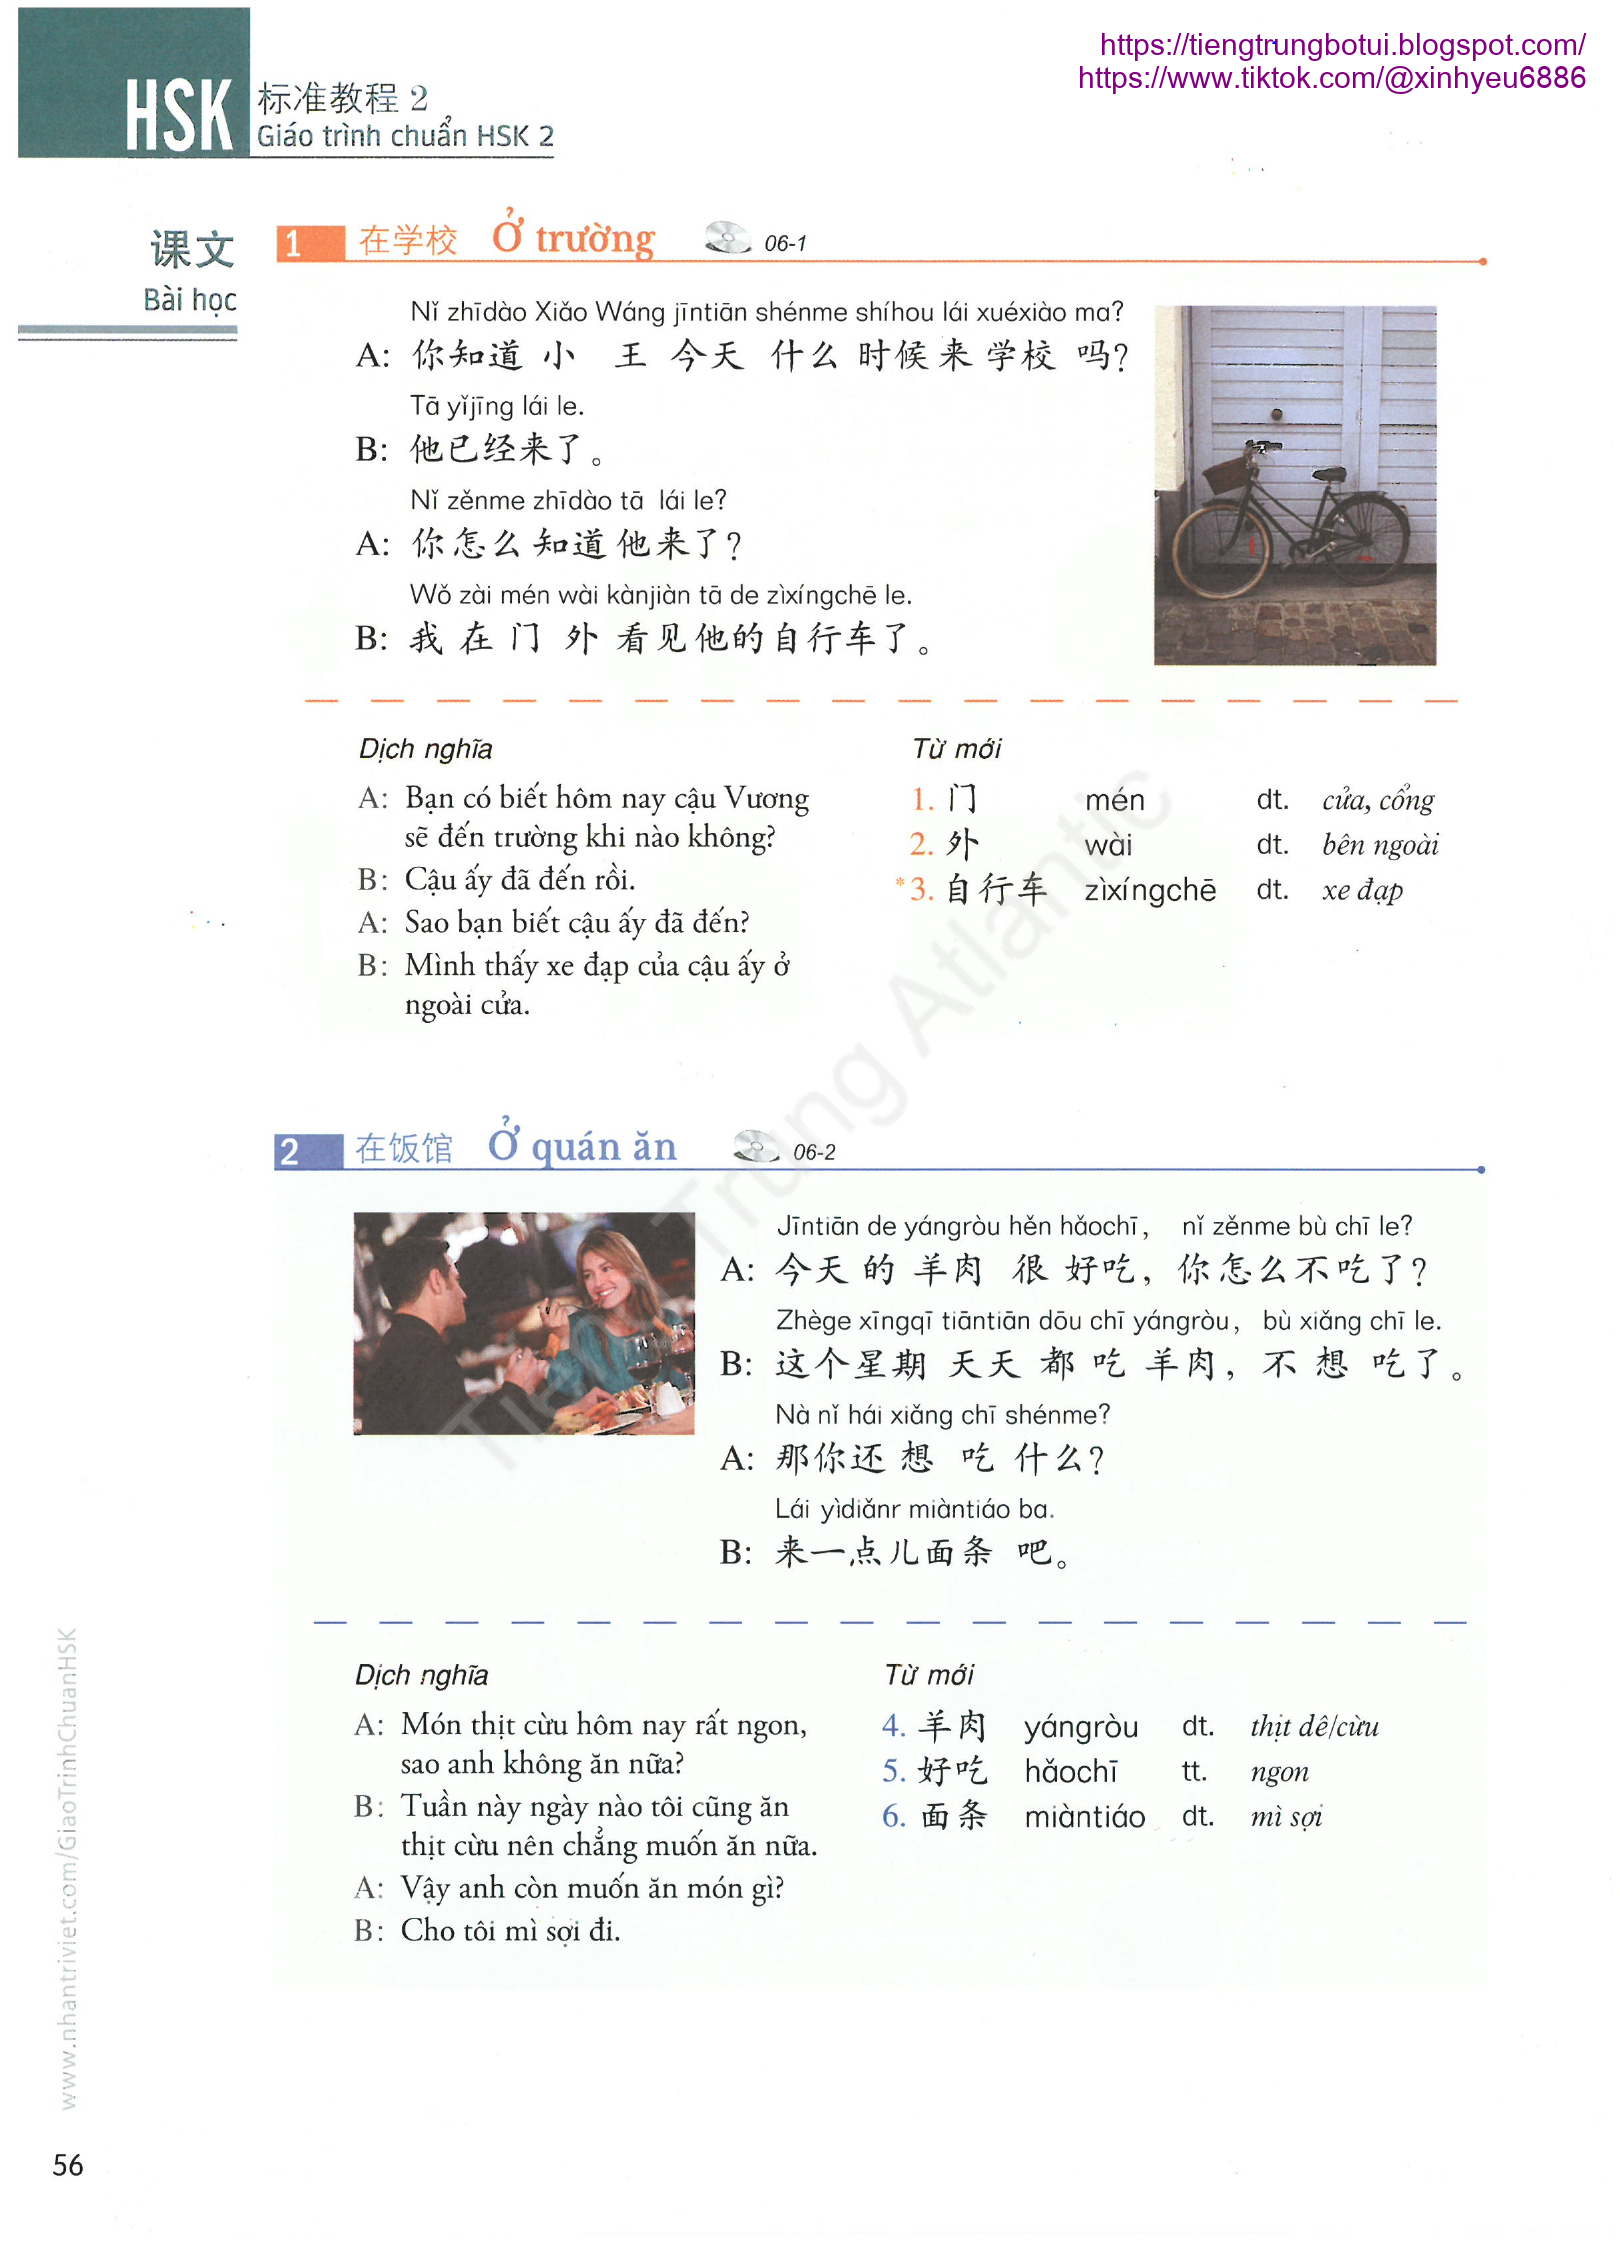 https://tiengtrungbotui.blogspot.com/
https://www.tiktok.com/@xinhyeu6886
HSK 标准教程 2
Giáo trình chuẩn HSK 2
课文
Bài học
1 在学校 Ở trường 06-1
Nǐ zhīdào Xiǎo Wáng jīntiān shénme shíhou lái xuéxiào ma?
A: 你知道 小 王 今天 什么 时候 来 学校 吗?
Tā yǐjīng lái le.
B: 他已经来了。
Nǐ zěnme zhīdào tā lái le?
A: 你怎么知道他来了?
Wǒ zài mén wài kànjiàn tā de zìxíngchē le.
B: 我 在 门 外 看见他的自行车了。
Dịch nghĩa
A: Bạn có biết hôm nay cậu Vương
sẽ đến trường khi nào không?
B: Cậu ấy đã đến rồi.
A: Sao bạn biết cậu ấy đã đến?
B: Mình thấy xe đạp của cậu ấy ở
ngoài cửa.
Từ mới
1. 门 mén dt. cửa, cổng
2. 外 wài dt. bên ngoài
*3. 自行车 zìxíngchē dt. xe đạp
2 在饭馆 Ở quán ăn 06-2
Jīntiān de yángròu hěn hǎochī, nǐ zěnme bù chī le?
A: 今天 的 羊肉 很 好吃, 你怎么不吃了?
Zhège xīngqī tiāntiān dōu chī yángròu, bù xiǎng chī le.
B: 这个星期 天天 都 吃 羊肉, 不 想 吃了。
Nà nǐ hái xiǎng chī shénme?
A: 那你还 想 吃 什么?
Lái yìdiǎnr miàntiáo ba.
B: 来一点儿面条 吧。
Dịch nghĩa
A: Món thịt cừu hôm nay rất ngon,
sao anh không ăn nữa?
B: Tuần này ngày nào tôi cũng ăn
thịt cừu nên chẳng muốn ăn nữa.
A: Vậy anh còn muốn ăn món gì?
B: Cho tôi mì sợi đi.
Từ mới
4. 羊肉 yángròu dt. thịt dê/cừu
5. 好吃 hǎochī tt. ngon
6. 面条 miàntiáo dt. mì sợi
Tiếng Trung Atlantic
www.nhantriviet.com/GiaoTrinhChuanHSK
56